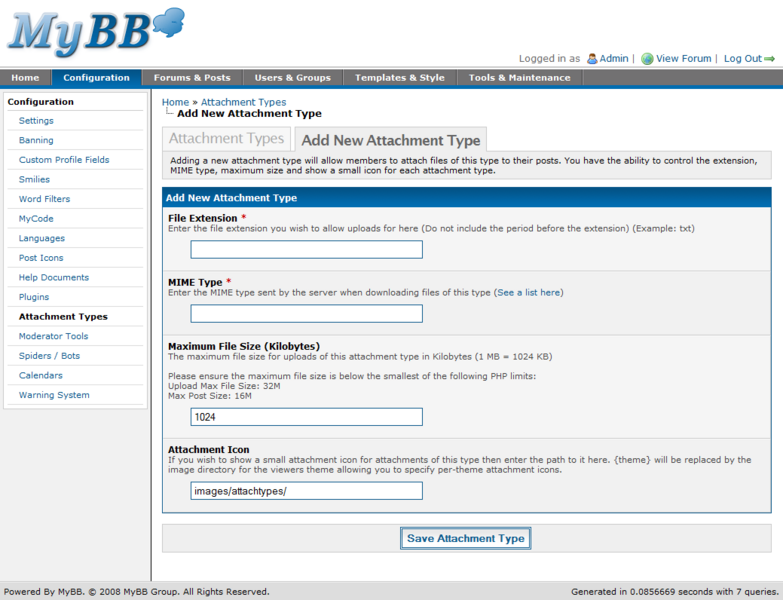 MyBB
Logged in as Admin | View Forum | Log Out
Home Configuration Forums & Posts Users & Groups Templates & Style Tools & Maintenance
Configuration
Settings
Banning
Custom Profile Fields
Smilies
Word Filters
MyCode
Languages
Post Icons
Help Documents
Plugins
Attachment Types
Moderator Tools
Spiders / Bots
Calendars
Warning System
Home » Attachment Types
Add New Attachment Type
Attachment Types Add New Attachment Type
Adding a new attachment type will allow members to attach files of this type to their posts. You have the ability to control the extension,
MIME type, maximum size and show a small icon for each attachment type.
Add New Attachment Type
File Extension *
Enter the file extension you wish to allow uploads for here (Do not include the period before the extension) (Example: txt)
MIME Type *
Enter the MIME type sent by the server when downloading files of this type (See a list here)
Maximum File Size (Kilobytes)
The maximum file size for uploads of this attachment type in Kilobytes (1 MB = 1024 KB)
Please ensure the maximum file size is below the smallest of the following PHP limits:
Upload Max File Size: 32M
Max Post Size: 16M
1024
Attachment Icon
If you wish to show a small attachment icon for attachments of this type then enter the path to it here. {theme} will be replaced by the
image directory for the viewers theme allowing you to specify per-theme attachment icons.
images/attachtypes/
Save Attachment Type
Powered By MyBB. © 2008 MyBB Group. All Rights Reserved.
Generated in 0.0856669 seconds with 7 queries.